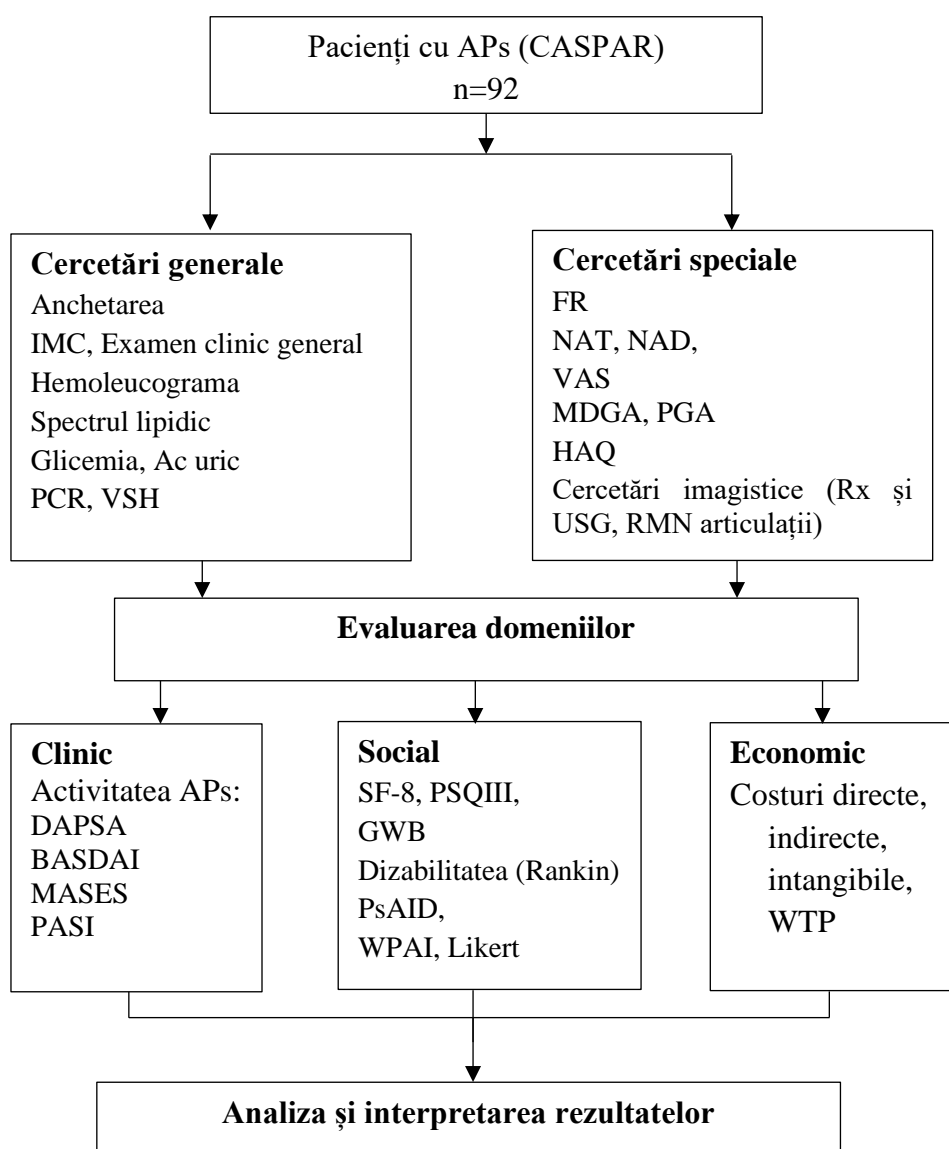 Pacienți cu APs (CASPAR)
n=92
Cercetări generale
Anchetarea
IMC, Examen clinic general
Hemoleucograma
Spectrul lipidic
Glicemia, Ac uric
PCR, VSH
Cercetări speciale
FR
NAT, NAD,
VAS
MDGA, PGA
HAQ
Cercetări imagistice (Rx și
USG, RMN articulații)
Evaluarea domeniilor
Clinic
Activitatea APs:
DAPSA
BASDAI
MASES
PASI
Social
SF-8, PSQIII,
GWB
Dizabilitatea (Rankin)
PsAID,
WPAI, Likert
Economic
Costuri directe,
indirecte,
intangibile,
WTP
Analiza și interpretarea rezultatelor